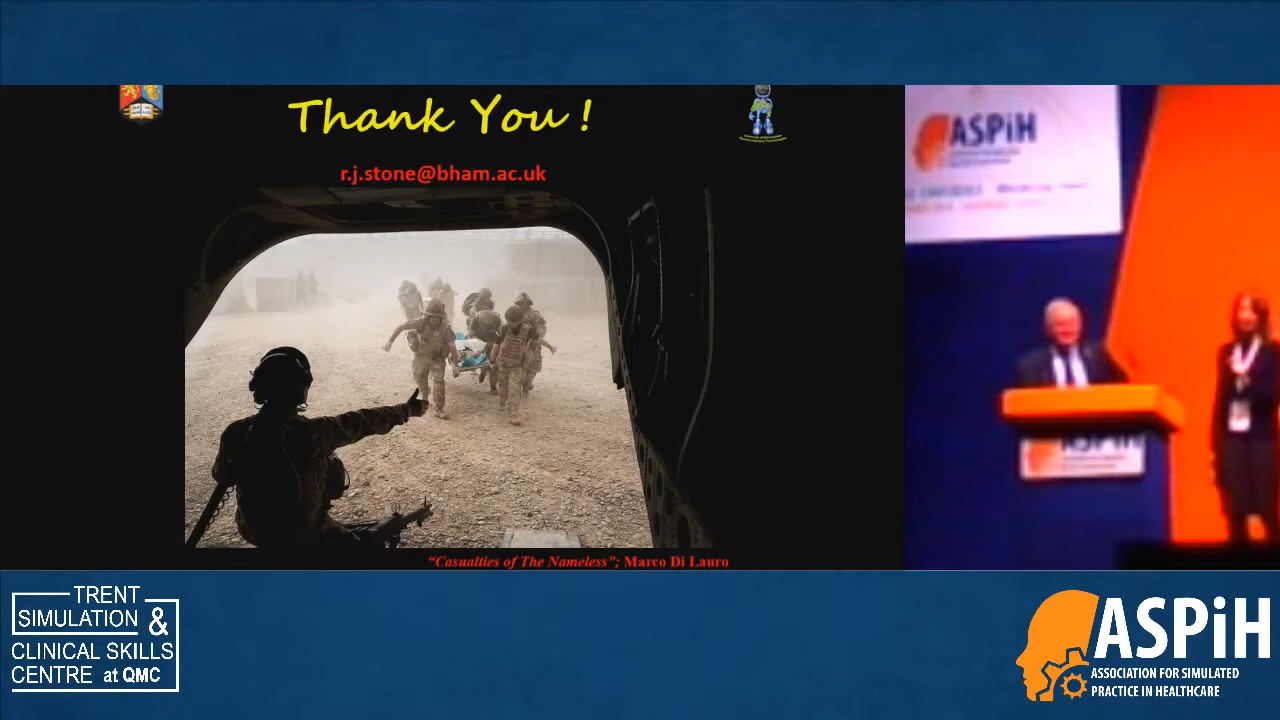 Thank You !
r.j.stone@bham.ac.uk
"Casualties of The Nameless"; Marco Di Lauro
ASPiH
ASPiH
TRENT
SIMULATION &
CLINICAL SKILLS
CENTRE at QMC
ASPiH
ASSOCIATION FOR SIMULATED
PRACTICE IN HEALTHCARE